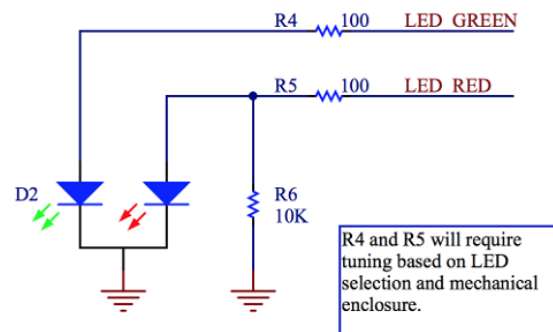 R4 100 LED GREEN
R5 100 LED RED
D2
R6
10K
R4 and R5 will require
tuning based on LED
selection and mechanical
enclosure.